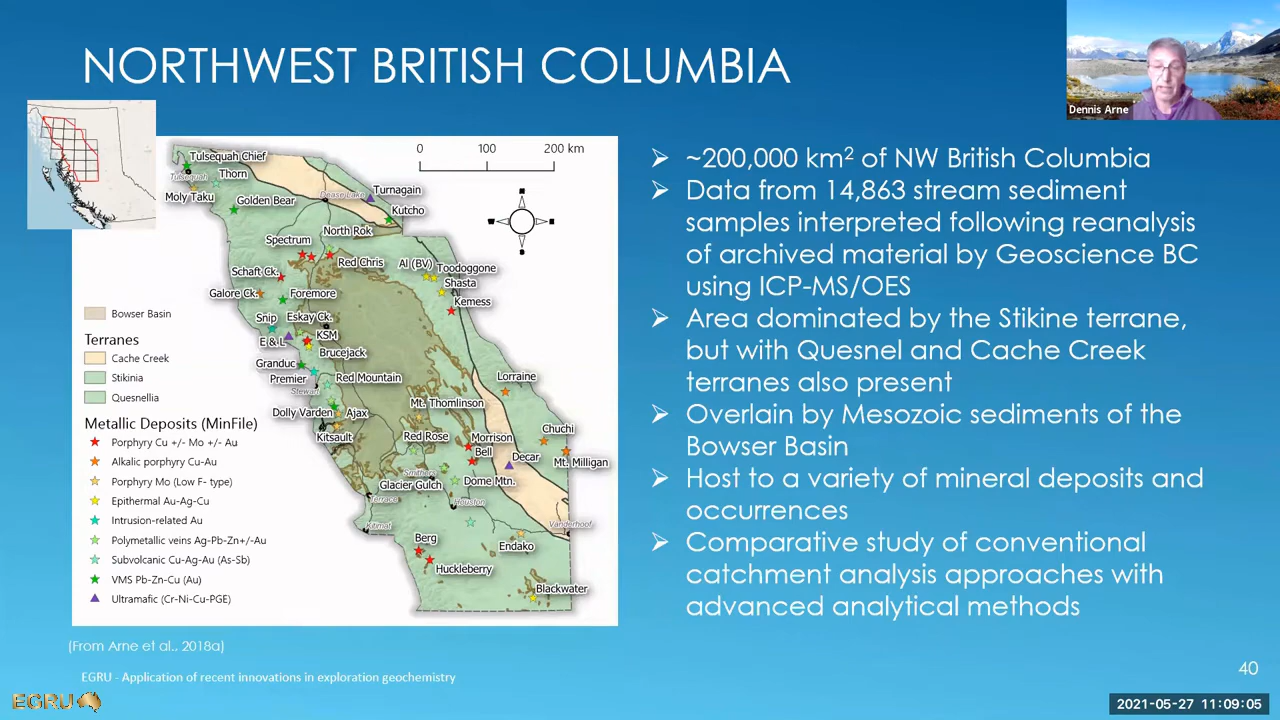 NORTHWEST BRITISH COLUMBIA
Dennis Arne
0 100 200 km
Tulsequah Chief
Tulsequah
Thorn
Moly Taku
Golden Bear
Dease Lake
Turnagain
Kutcho
North Rok
Spectrum
Red Chris
Al (BV)
Toodoggone
Shasta
Kemess
Schaft Ck.
Galore Ck.
Foremore
Snip
Eskay Ck.
KSM
E & L
Brucejack
Granduc
Premier
Red Mountain
Stewart
Dolly Varden
Ajax
Kitsault
Mt. Thomlinson
Lorraine
Red Rose
Morrison
Bell
Chuchi
Decar
Mt. Milligan
Smithers
Glacier Gulch
Dome Mtn.
Terrace
Houston
Kitimat
Vanderhoof
Berg
Endako
Huckleberry
Blackwater
Bowser Basin
Terranes
Cache Creek
Stikinia
Quesnellia
Metallic Deposits (MinFile)
Porphyry Cu +/- Mo +/- Au
Alkalic porphyry Cu-Au
Porphyry Mo (Low F- type)
Epithermal Au-Ag-Cu
Intrusion-related Au
Polymetallic veins Ag-Pb-Zn+/-Au
Subvolcanic Cu-Ag-Au (As-Sb)
VMS Pb-Zn-Cu (Au)
Ultramafic (Cr-Ni-Cu-PGE)
➢ ~200,000 km² of NW British Columbia
➢ Data from 14,863 stream sediment
samples interpreted following reanalysis
of archived material by Geoscience BC
using ICP-MS/OES
➢ Area dominated by the Stikine terrane,
but with Quesnel and Cache Creek
terranes also present
➢ Overlain by Mesozoic sediments of the
Bowser Basin
➢ Host to a variety of mineral deposits and
occurrences
➢ Comparative study of conventional
catchment analysis approaches with
advanced analytical methods
(From Arne et al., 2018a)
EGRU - Application of recent innovations in exploration geochemistry
40
EGRU
2021-05-27 11:09:05